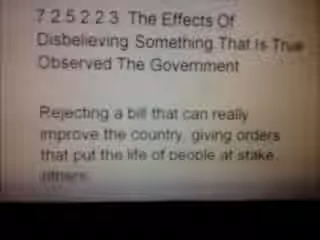 7 2 5 2 2 3 The Effects Of
Disbelieving Something That Is True
Observed The Government
Rejecting a bill that can really
improve the country, giving orders
that put the life of people at stake,
others